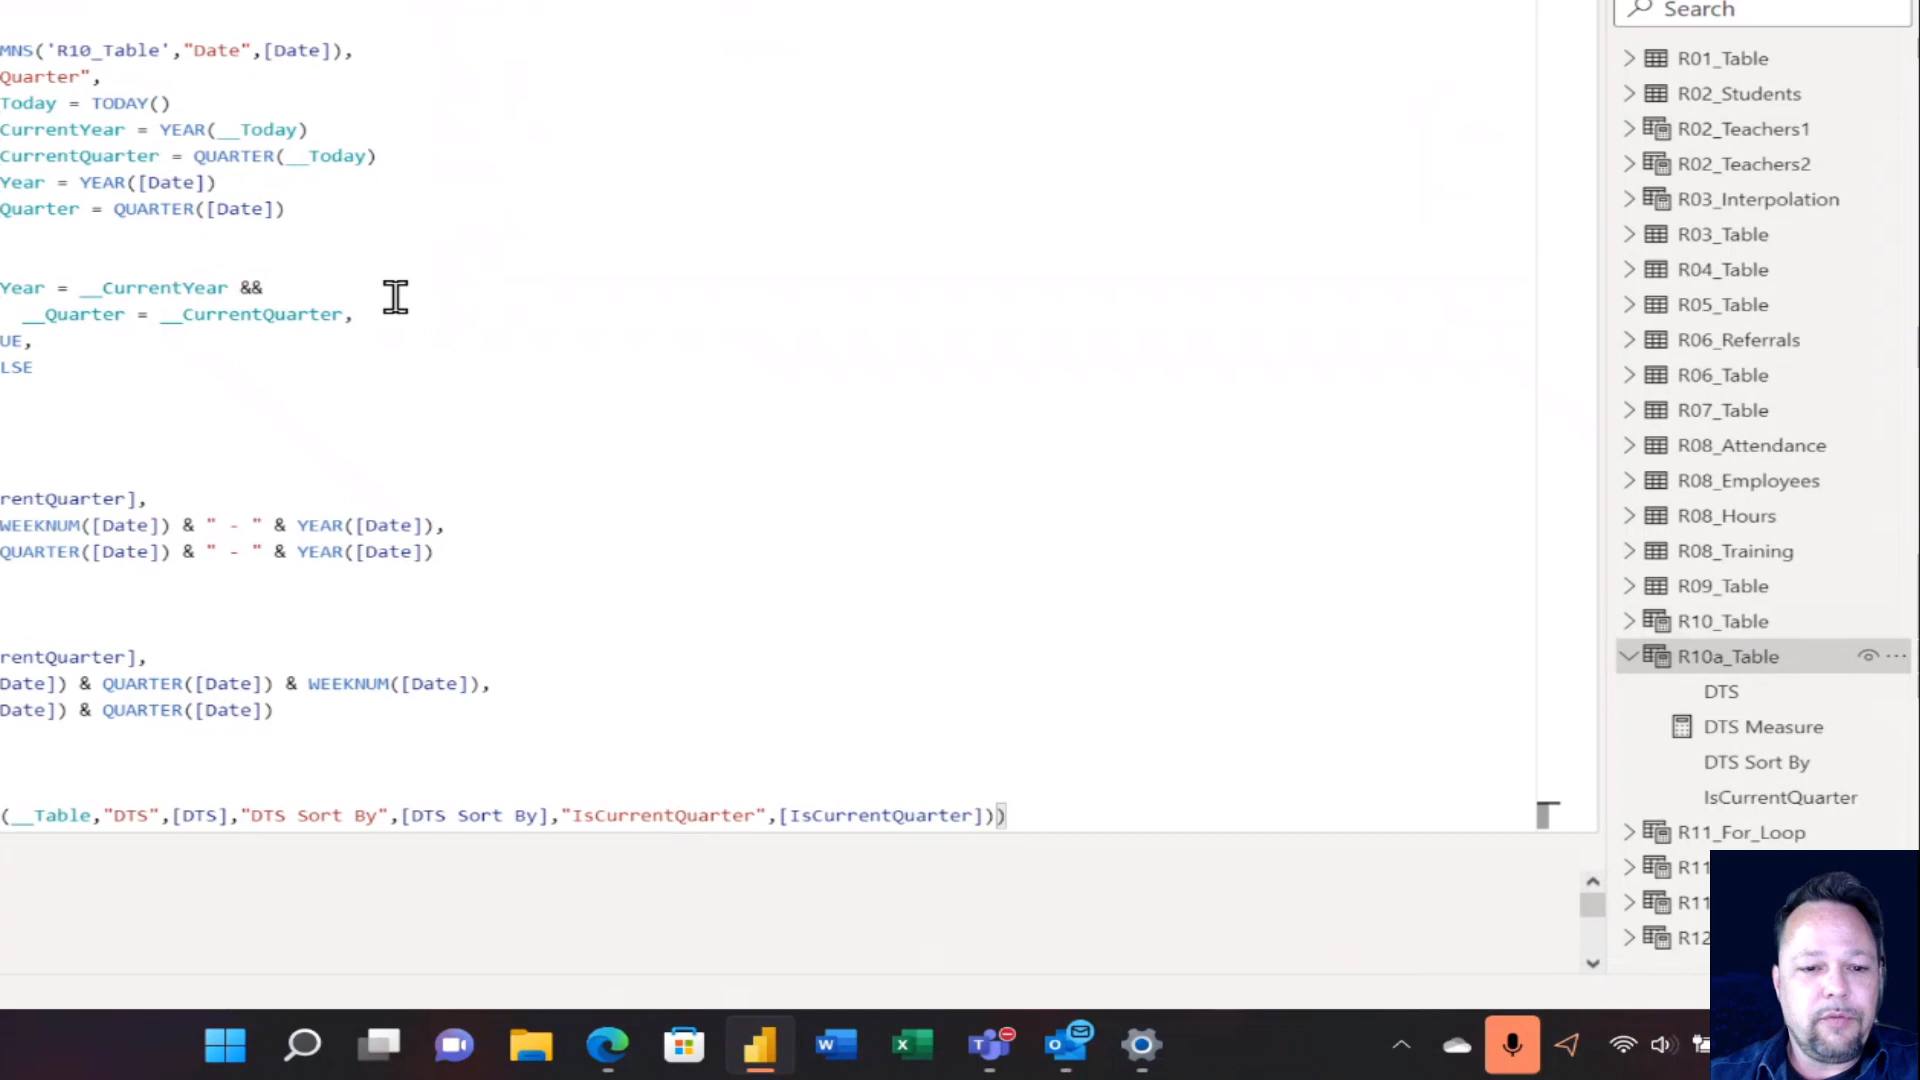 MNS('R10_Table',"Date",[Date]),
Quarter",
Today = TODAY()
CurrentYear = YEAR(__Today)
CurrentQuarter = QUARTER(__Today)
Year = YEAR([Date])
Quarter = QUARTER([Date])
Year = __CurrentYear &&
__Quarter = __CurrentQuarter,
UE,
LSE
rentQuarter],
WEEKNUM([Date]) & " - " & YEAR([Date]),
QUARTER([Date]) & " - " & YEAR([Date])
rentQuarter],
Date]) & QUARTER([Date]) & WEEKNUM([Date]),
Date]) & QUARTER([Date])
(__Table,"DTS",[DTS],"DTS Sort By",[DTS Sort By],"IsCurrentQuarter",[IsCurrentQuarter]))
Search
R01_Table
R02_Students
R02_Teachers1
R02_Teachers2
R03_Interpolation
R03_Table
R04_Table
R05_Table
R06_Referrals
R06_Table
R07_Table
R08_Attendance
R08_Employees
R08_Hours
R08_Training
R09_Table
R10_Table
R10a_Table
DTS
DTS Measure
DTS Sort By
IsCurrentQuarter
R11_For_Loop
R11
R11
R12